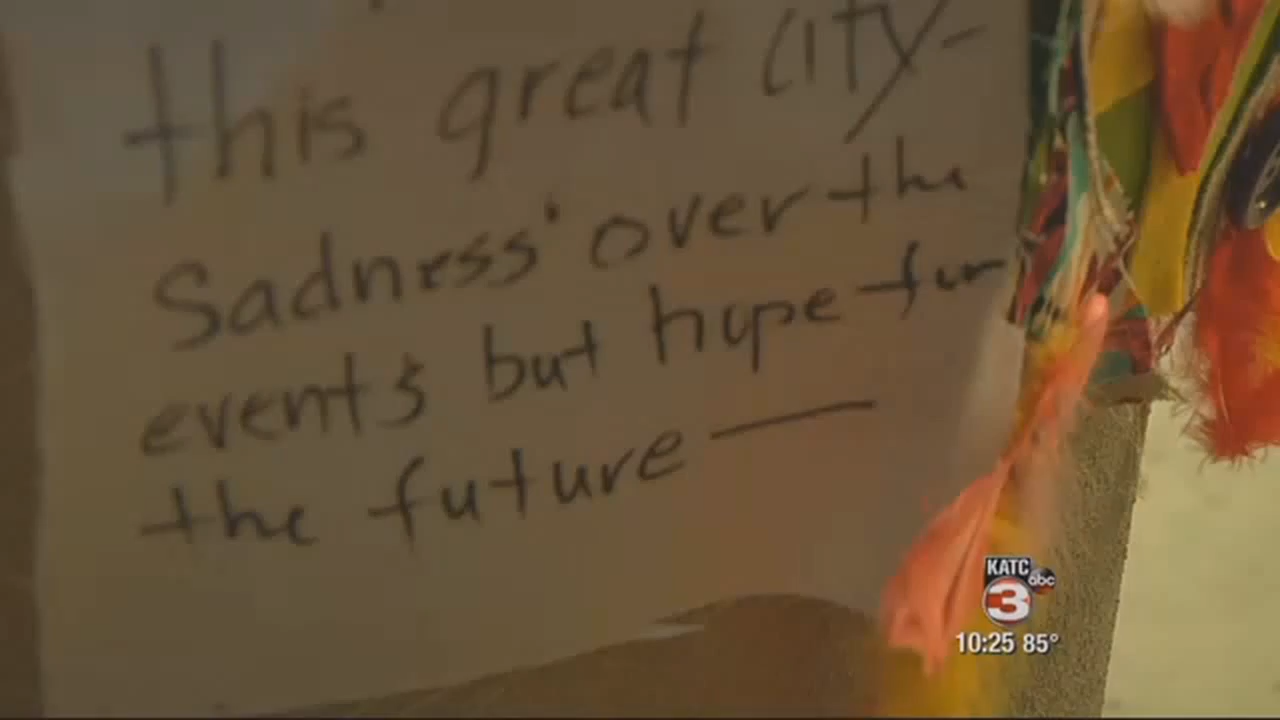 this great city-
Sadness over the
events but hope for
the future —
KATC
abc
3
10:25 85°